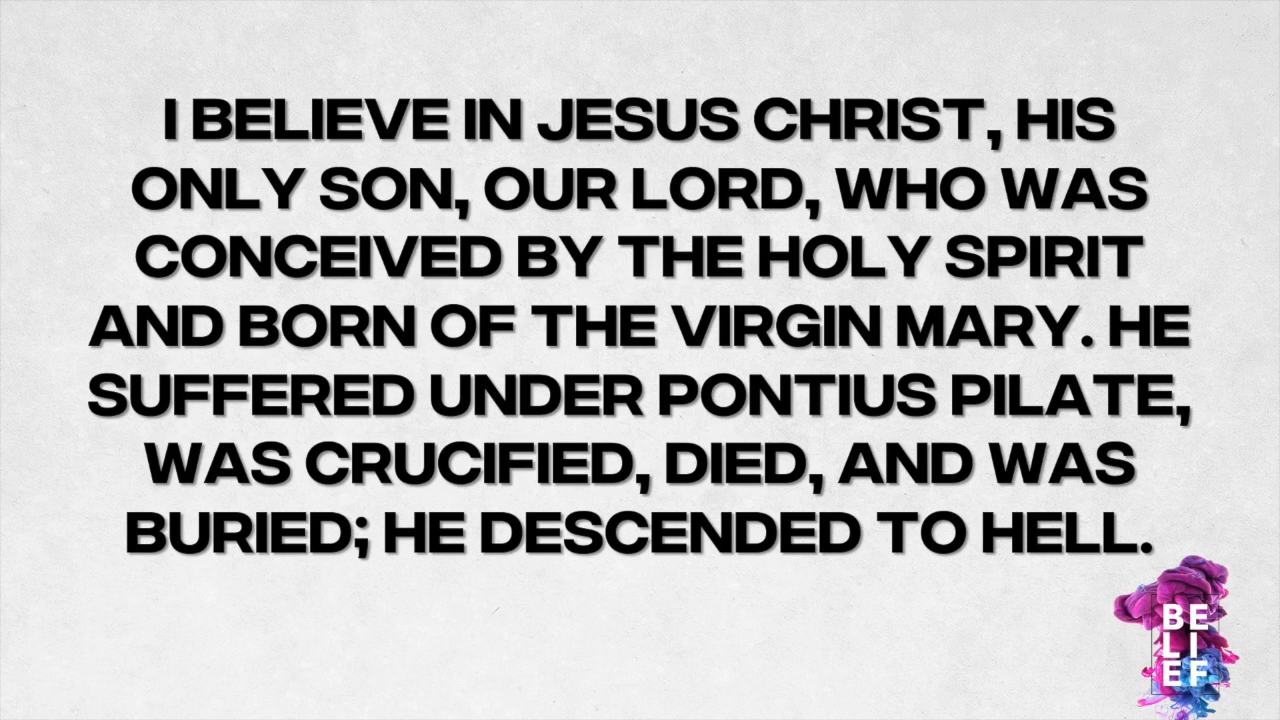 I BELIEVE IN JESUS CHRIST, HIS
ONLY SON, OUR LORD, WHO WAS
CONCEIVED BY THE HOLY SPIRIT
AND BORN OF THE VIRGIN MARY. HE
SUFFERED UNDER PONTIUS PILATE,
WAS CRUCIFIED, DIED, AND WAS
BURIED; HE DESCENDED TO HELL.
BE
LI
EF